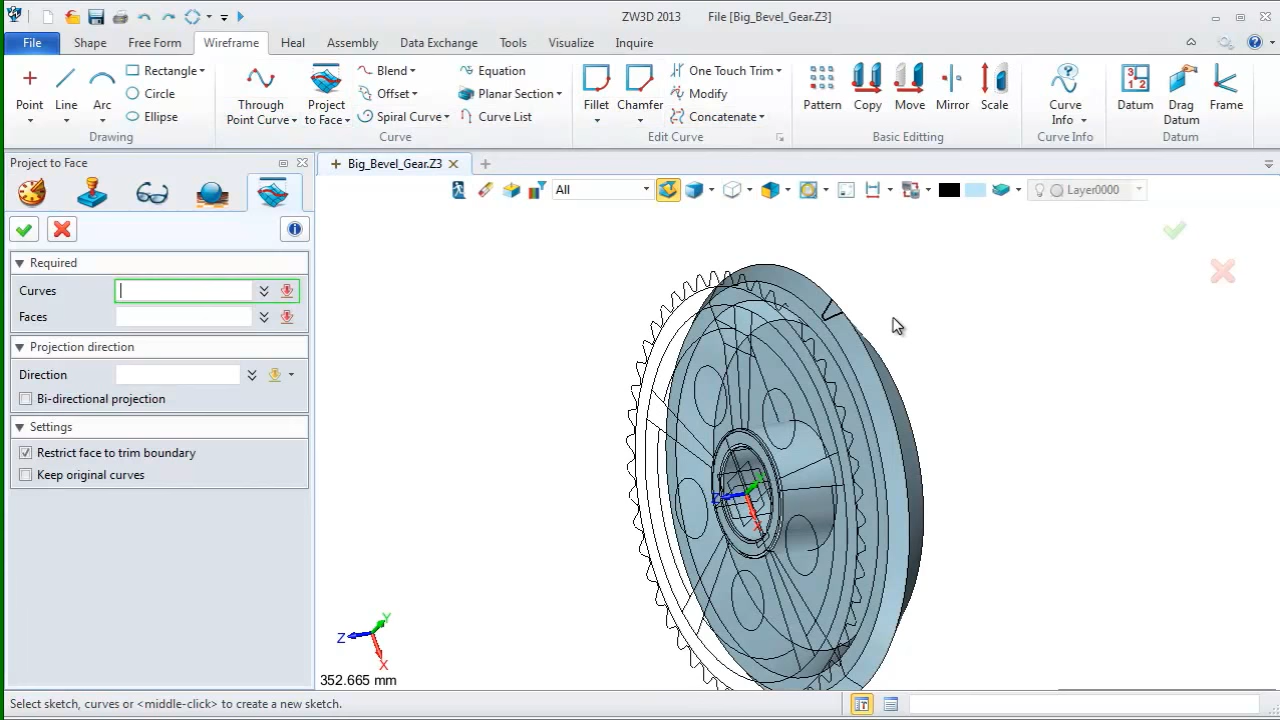 ZW3D 2013 File [Big_Bevel_Gear.Z3]
File Shape Free Form Wireframe Heal Assembly Data Exchange Tools Visualize Inquire
Point Line Arc Rectangle Circle Ellipse
Drawing
Through Point Curve Project to Face Blend Offset Spiral Curve Equation Planar Section Curve List
Curve
Fillet Chamfer One Touch Trim Modify Concatenate
Edit Curve
Pattern Copy Move Mirror Scale
Basic Editing
Curve Info
Curve Info
Datum Drag Datum Frame
Datum
Project to Face
Big_Bevel_Gear.Z3
All
Layer0000
Required
Curves
Faces
Projection direction
Direction
Bi-directional projection
Settings
Restrict face to trim boundary
Keep original curves
Z Y X
Z Y X
352.665 mm
Select sketch, curves or <middle-click> to create a new sketch.